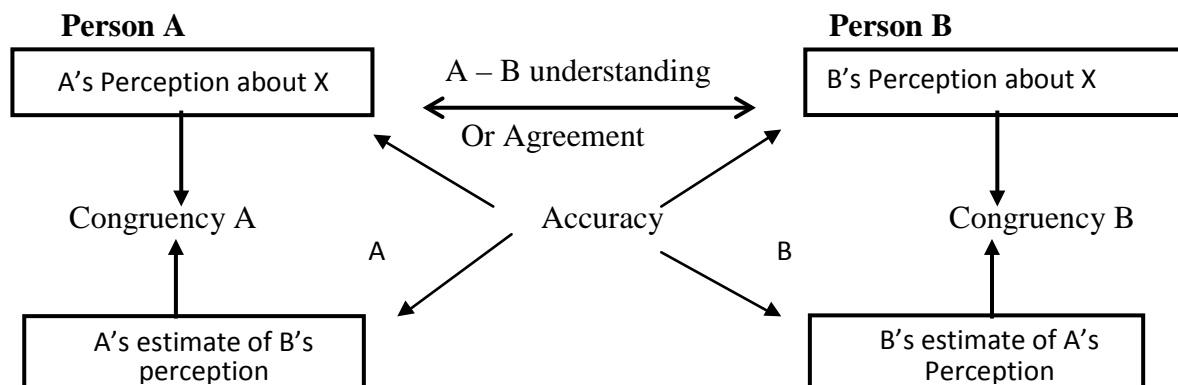 Person A
Person B
A's Perception about X
A – B understanding
B's Perception about X
Or Agreement
Congruency A
Accuracy
Congruency B
A
B
A's estimate of B's
perception
B's estimate of A's
Perception